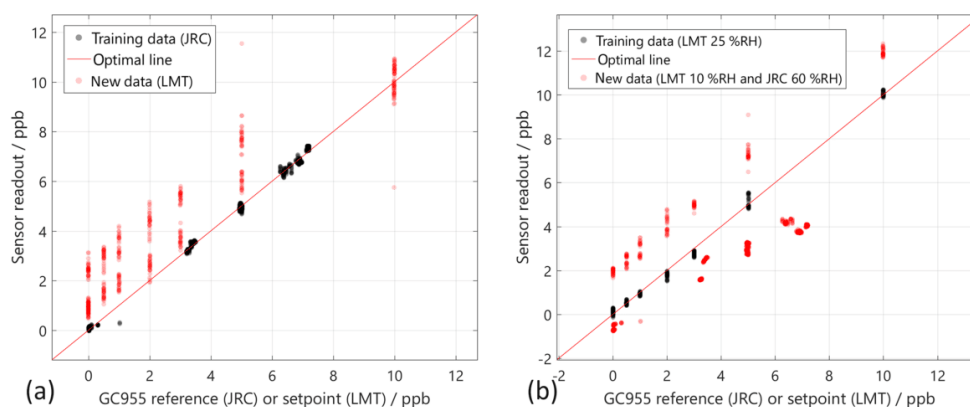 Training data (JRC)
Optimal line
New data (LMT)
12
10
8
6
4
2
0
Sensor readout / ppb
0 2 4 6 8 10 12
GC955 reference (JRC) or setpoint (LMT) / ppb
(a)
Training data (LMT 25 %RH)
Optimal line
New data (LMT 10 %RH and JRC 60 %RH)
12
10
8
6
4
2
0
-2
Sensor readout / ppb
-2 0 2 4 6 8 10 12
GC955 reference (JRC) or setpoint (LMT) / ppb
(b)